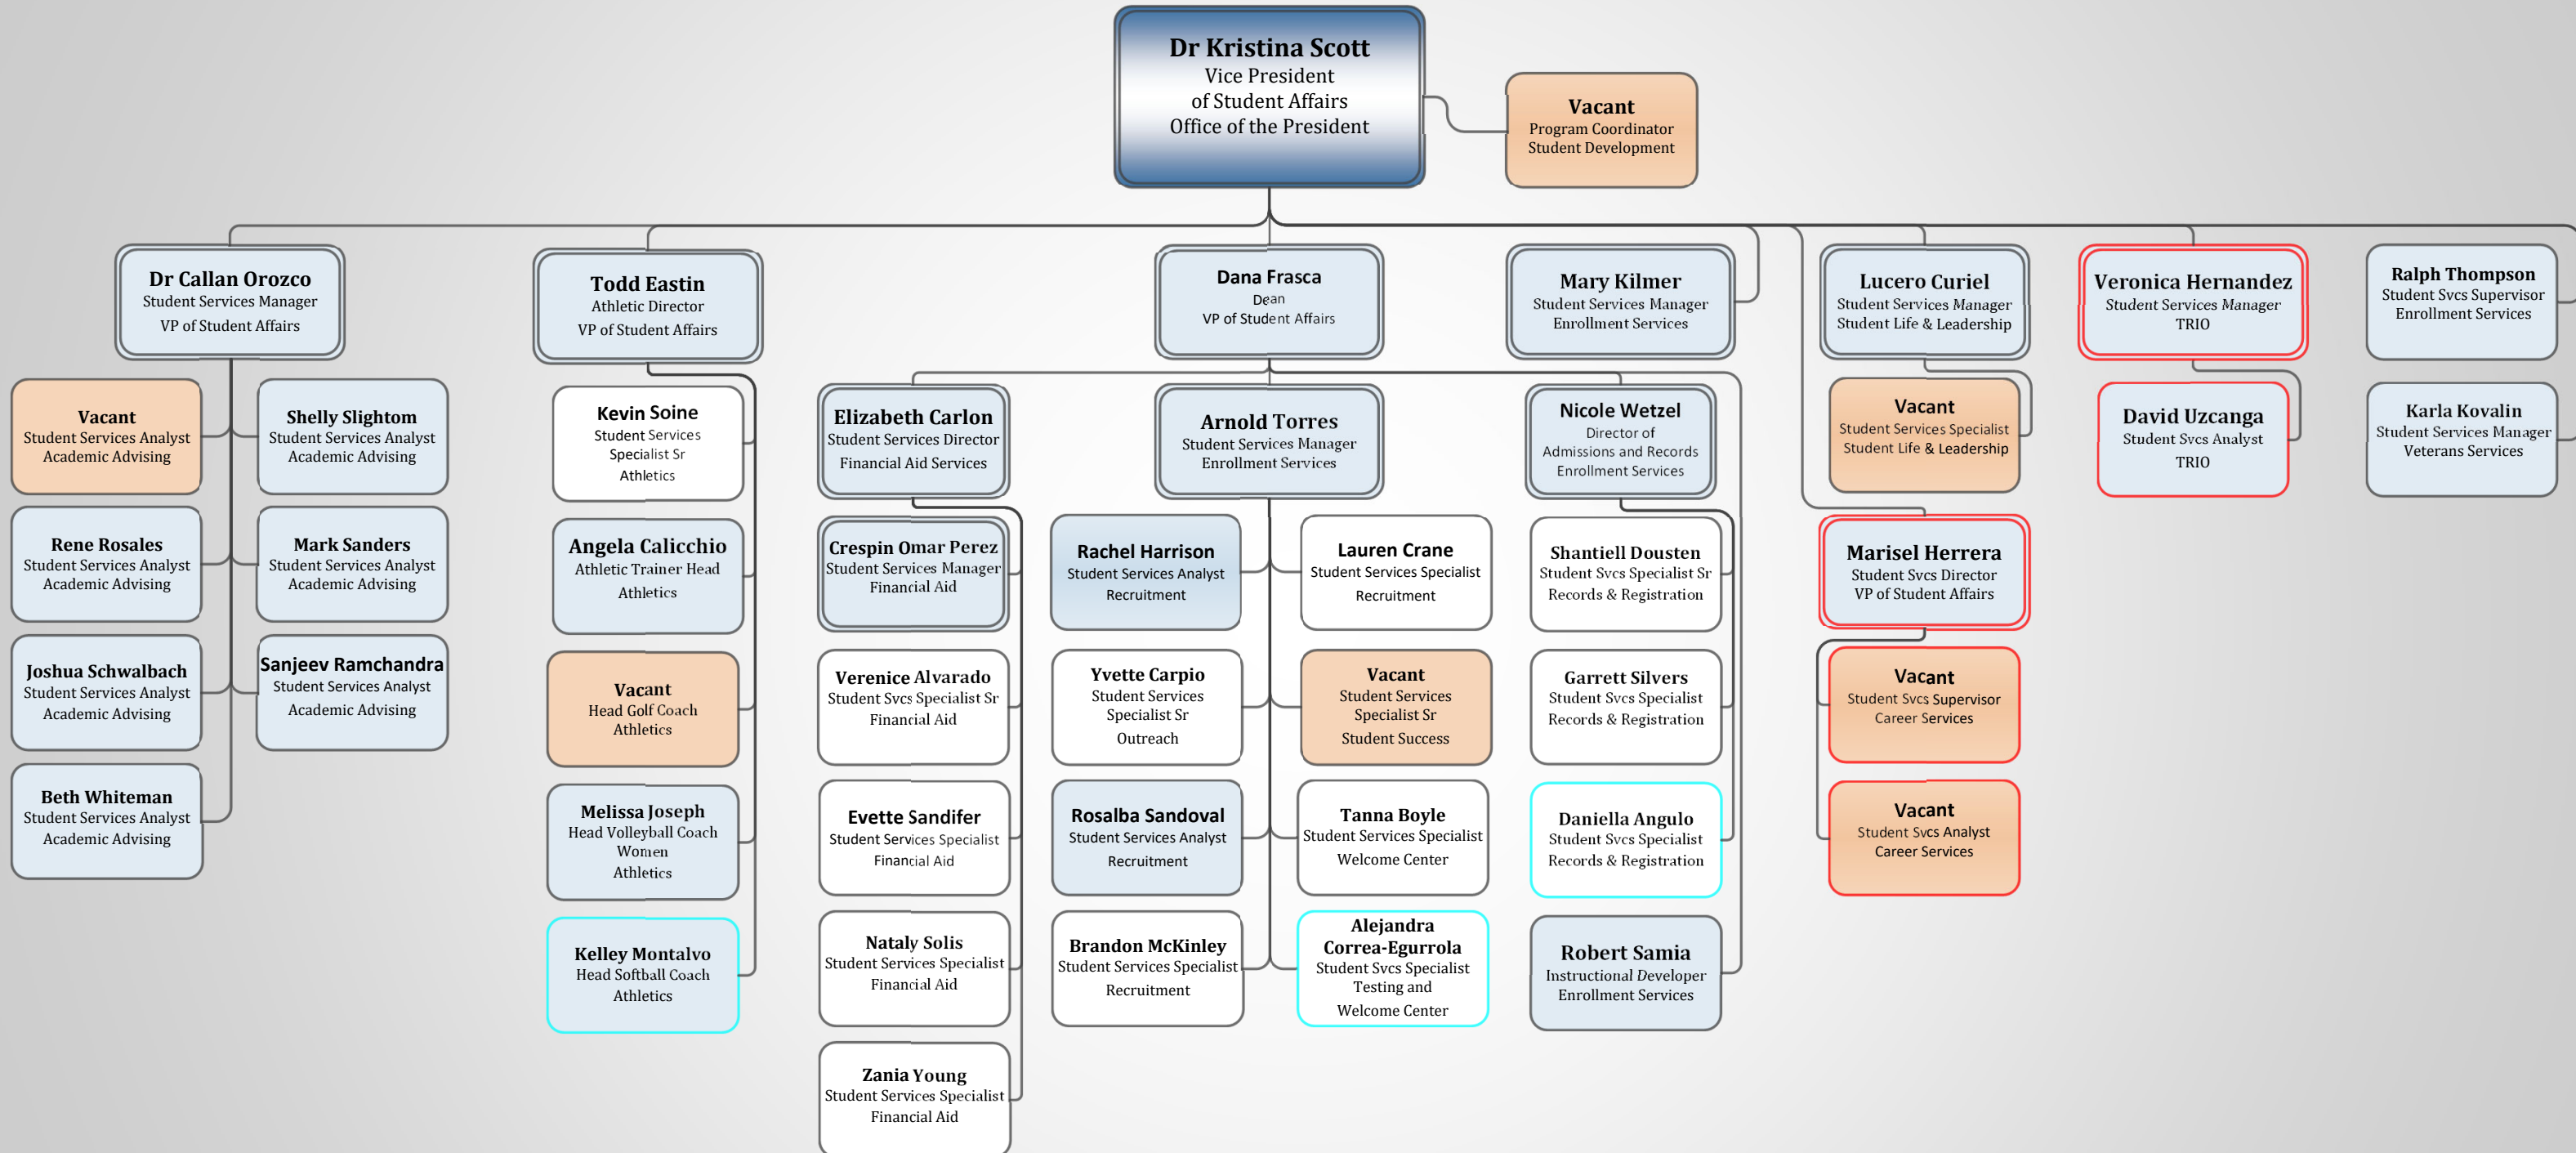 Dr Kristina Scott
Vice President
of Student Affairs
Office of the President
Vacant
Program Coordinator
Student Development
Dr Callan Orozco
Student Services Manager
VP of Student Affairs
Vacant
Student Services Analyst
Academic Advising
Shelly Slightom
Student Services Analyst
Academic Advising
Rene Rosales
Student Services Analyst
Academic Advising
Mark Sanders
Student Services Analyst
Academic Advising
Joshua Schwalbach
Student Services Analyst
Academic Advising
Sanjeev Ramchandra
Student Services Analyst
Academic Advising
Beth Whiteman
Student Services Analyst
Academic Advising
Todd Eastin
Athletic Director
VP of Student Affairs
Kevin Soine
Student Services
Specialist Sr
Athletics
Angela Calicchio
Athletic Trainer Head
Athletics
Vacant
Head Golf Coach
Athletics
Melissa Joseph
Head Volleyball Coach
Women
Athletics
Kelley Montalvo
Head Softball Coach
Athletics
Dana Frasca
Dean
VP of Student Affairs
Elizabeth Carlon
Student Services Director
Financial Aid Services
Crespin Omar Perez
Student Services Manager
Financial Aid
Verenice Alvarado
Student Svcs Specialist Sr
Financial Aid
Evette Sandifer
Student Services Specialist
Financial Aid
Nataly Solis
Student Services Specialist
Financial Aid
Zania Young
Student Services Specialist
Financial Aid
Arnold Torres
Student Services Manager
Enrollment Services
Rachel Harrison
Student Services Analyst
Recruitment
Lauren Crane
Student Services Specialist
Recruitment
Yvette Carpio
Student Services
Specialist Sr
Outreach
Vacant
Student Services
Specialist Sr
Student Success
Rosalba Sandoval
Student Services Analyst
Recruitment
Tanna Boyle
Student Services Specialist
Welcome Center
Brandon McKinley
Student Services Specialist
Recruitment
Alejandra
Correa-Egurrola
Student Svcs Specialist
Testing and
Welcome Center
Nicole Wetzel
Director of
Admissions and Records
Enrollment Services
Shantiell Dousten
Student Svcs Specialist Sr
Records & Registration
Garrett Silvers
Student Svcs Specialist
Records & Registration
Daniella Angulo
Student Svcs Specialist
Records & Registration
Robert Samia
Instructional Developer
Enrollment Services
Mary Kilmer
Student Services Manager
Enrollment Services
Lucero Curiel
Student Services Manager
Student Life & Leadership
Vacant
Student Services Specialist
Student Life & Leadership
Marisel Herrera
Student Svcs Director
VP of Student Affairs
Vacant
Student Svcs Supervisor
Career Services
Vacant
Student Svcs Analyst
Career Services
Veronica Hernandez
Student Services Manager
TRIO
David Uzcanga
Student Svcs Analyst
TRIO
Ralph Thompson
Student Svcs Supervisor
Enrollment Services
Karla Kovalin
Student Services Manager
Veterans Services